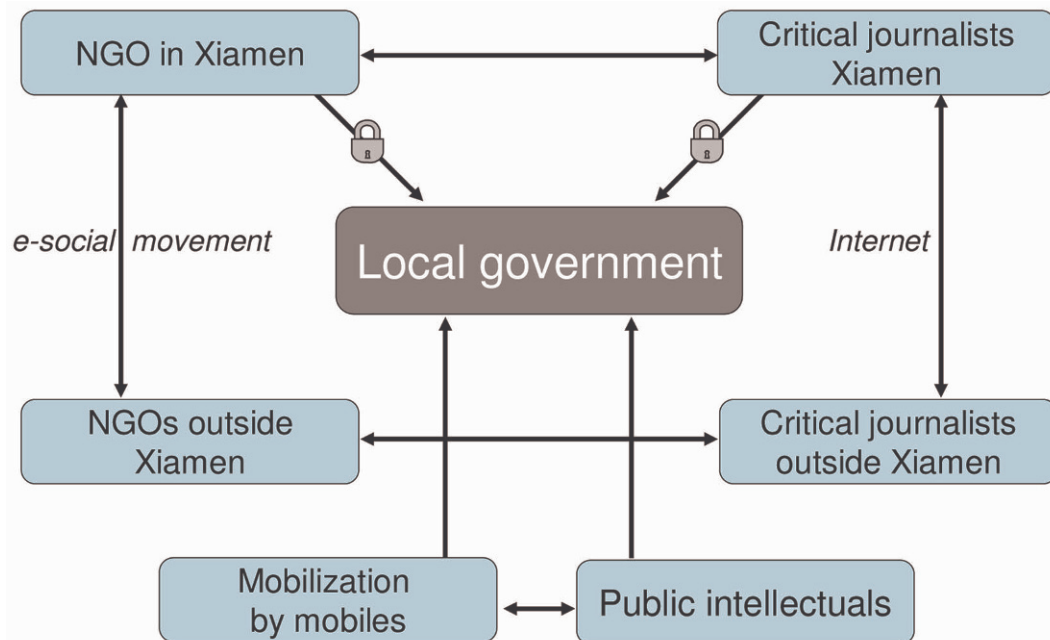 NGO in Xiamen
Critical journalists
Xiamen
e-social movement
Internet
Local government
NGOs outside
Xiamen
Critical journalists
outside Xiamen
Mobilization
by mobiles
Public intellectuals